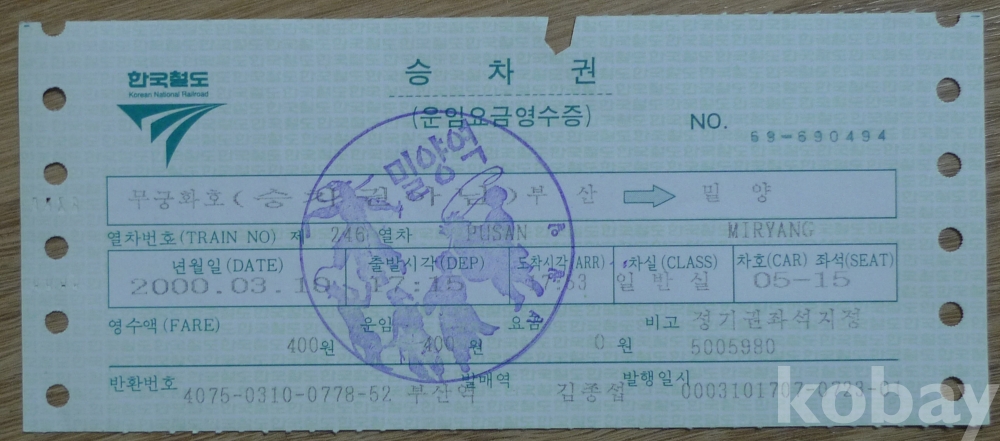 한국철도
Korean National Railroad
승 차 권
(운임요금영수증)
NO. 69-690494
밀양역
무궁화호( 승 차 권 ) 부 산 밀 양
열차번호(TRAIN NO) 제 246 열차 PUSAN MIRYANG
년월일(DATE) 출발시각(DEP) 도착시각(ARR) 차실(CLASS) 차호(CAR) 좌석(SEAT)
17:15 일 반 실 05-15
영수액(FARE) 운임 요금 비고 정기권좌석지정
400원 400 원 0 원 5005980
반환번호 발매역 발행일시
4075-0310-0778-52 부산역 김종섭
kobay